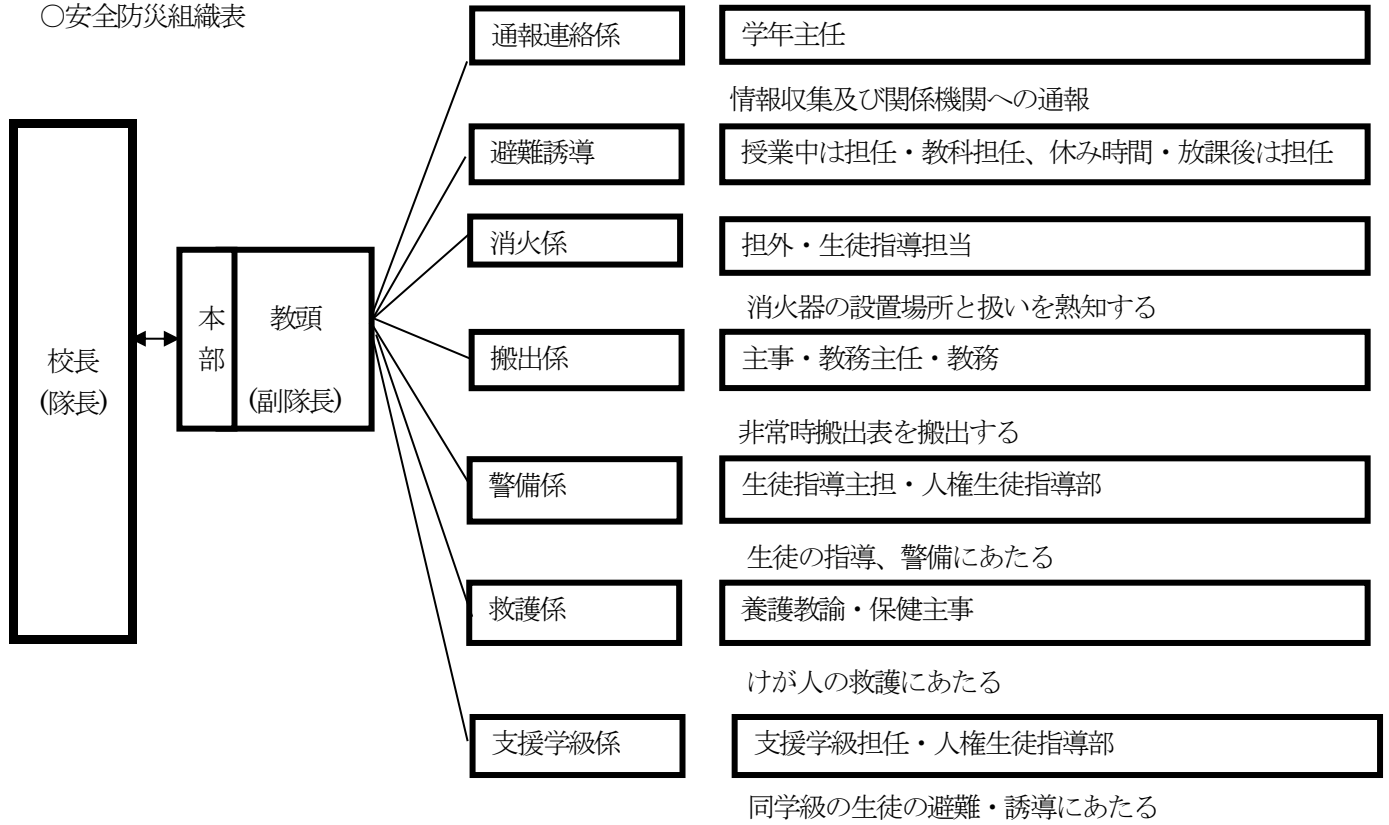 ○安全防災組織表
通報連絡係 学年主任
情報収集及び関係機関への通報
避難誘導 授業中は担任・教科担任、休み時間・放課後は担任
消火係 担外・生徒指導担当
消火器の設置場所と扱いを熟知する
校長
(隊長)
本部
教頭
(副隊長)
搬出係 主事・教務主任・教務
非常時搬出表を搬出する
警備係 生徒指導主担・人権生徒指導部
生徒の指導、警備にあたる
救護係 養護教諭・保健主事
けが人の救護にあたる
支援学級係 支援学級担任・人権生徒指導部
同学級の生徒の避難・誘導にあたる